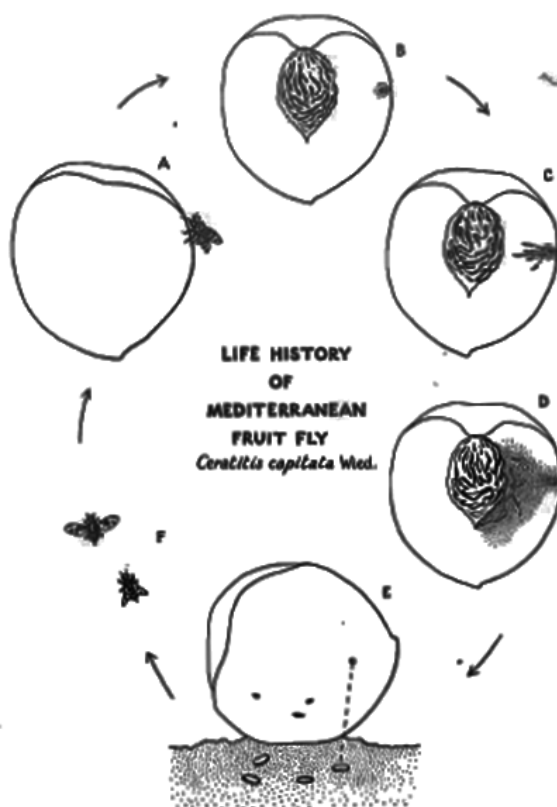 B
A
C
LIFE HISTORY
OF
MEDITERRANEAN
FRUIT FLY
Ceratitis capitata Wied.
D
F
E